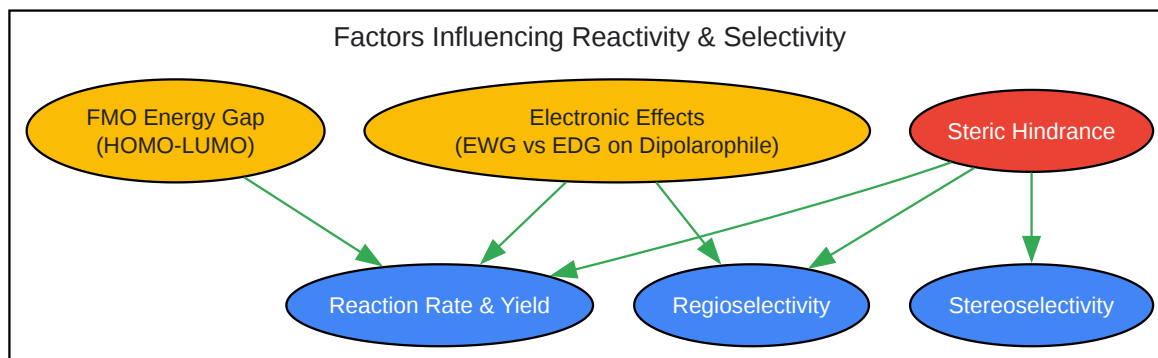 Factors Influencing Reactivity & Selectivity
FMO Energy Gap
(HOMO-LUMO)
Electronic Effects
(EWG vs EDG on Dipolarophile)
Steric Hindrance
Reaction Rate & Yield
Regioselectivity
Stereoselectivity